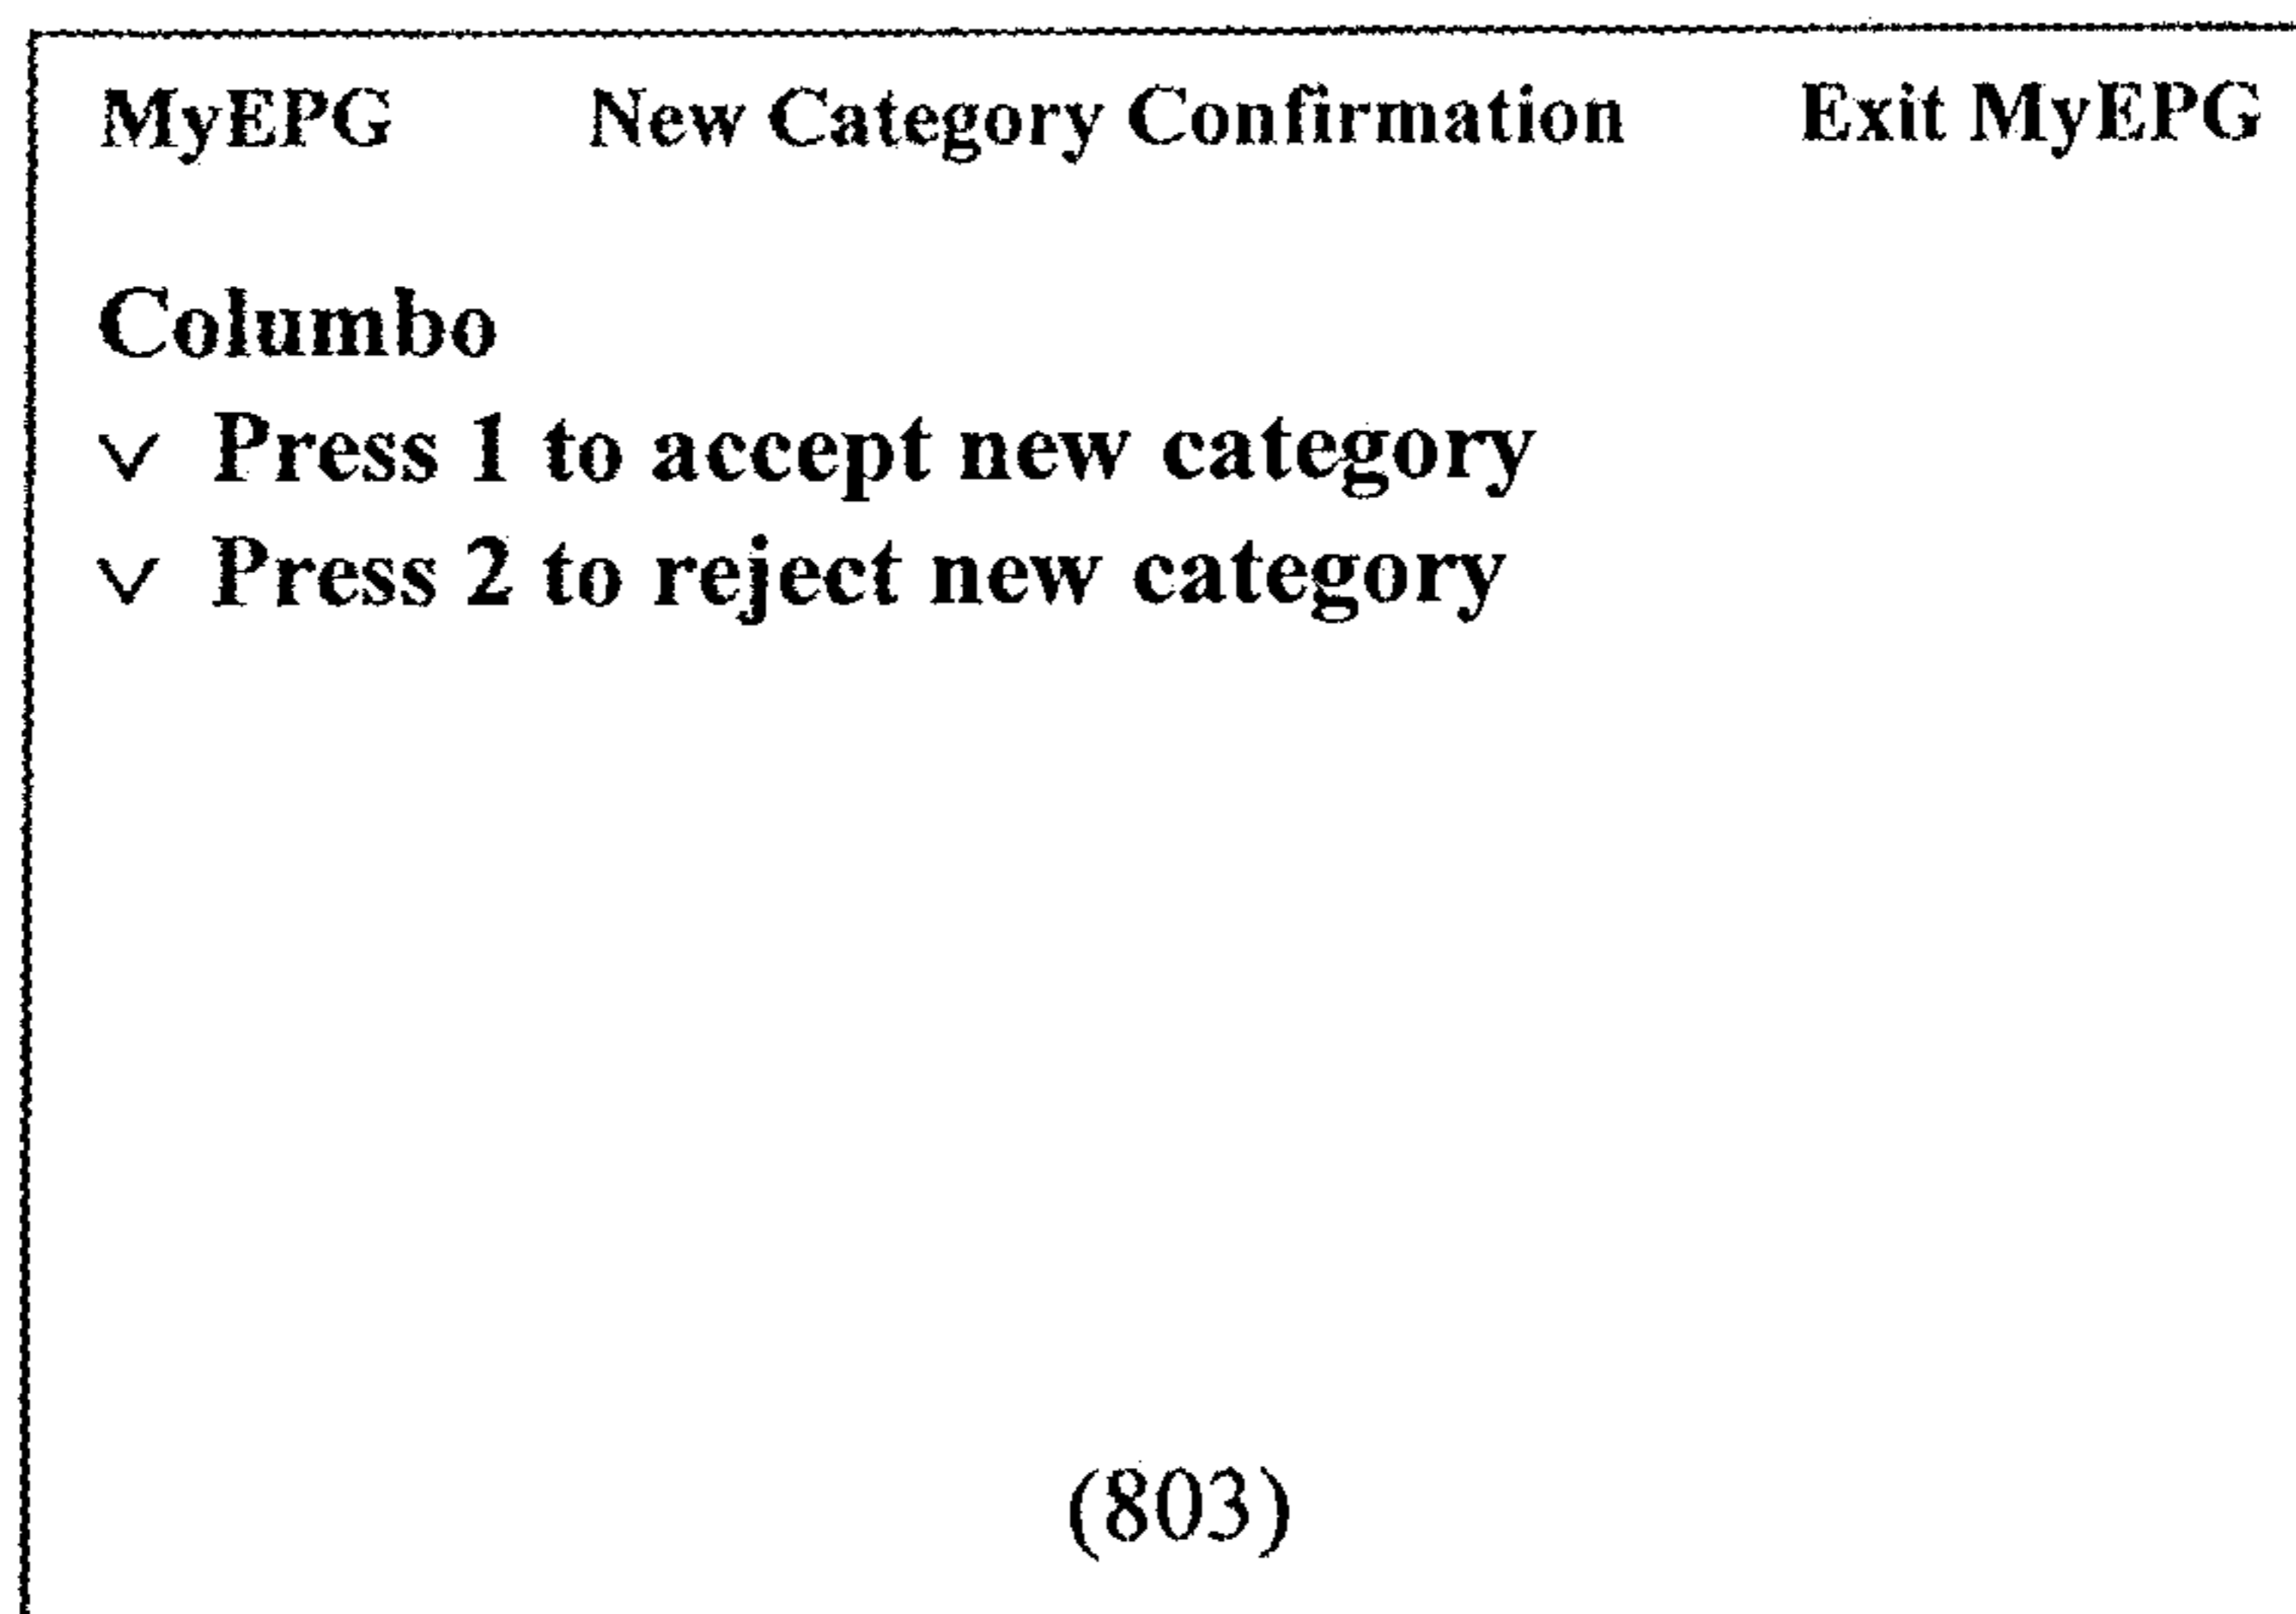 MyEPG New Category Confirmation Exit MyEPG
Columbo
∨ Press 1 to accept new category
∨ Press 2 to reject new category
(803)